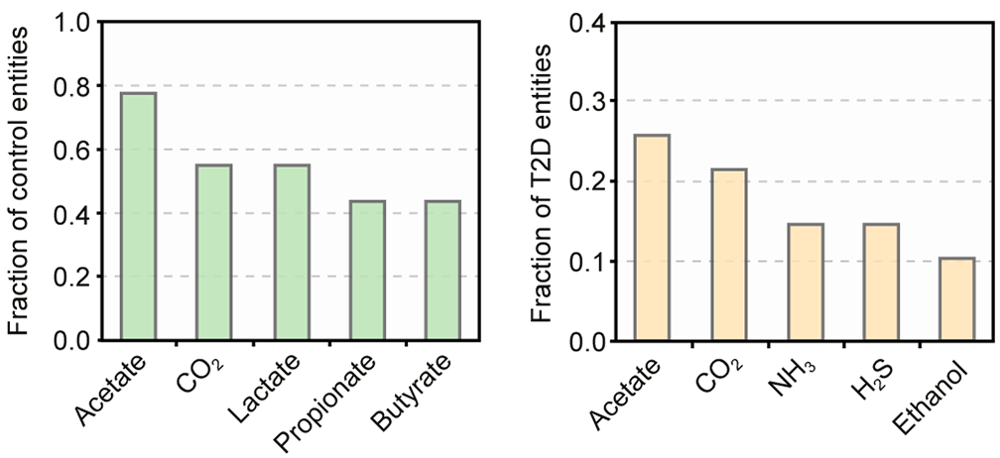 Fraction of control entities
1.0
0.8
0.6
0.4
0.2
0.0
Acetate
CO₂
Lactate
Propionate
Butyrate
Fraction of T2D entities
0.4
0.3
0.2
0.1
0.0
Acetate
CO₂
NH₃
H₂S
Ethanol